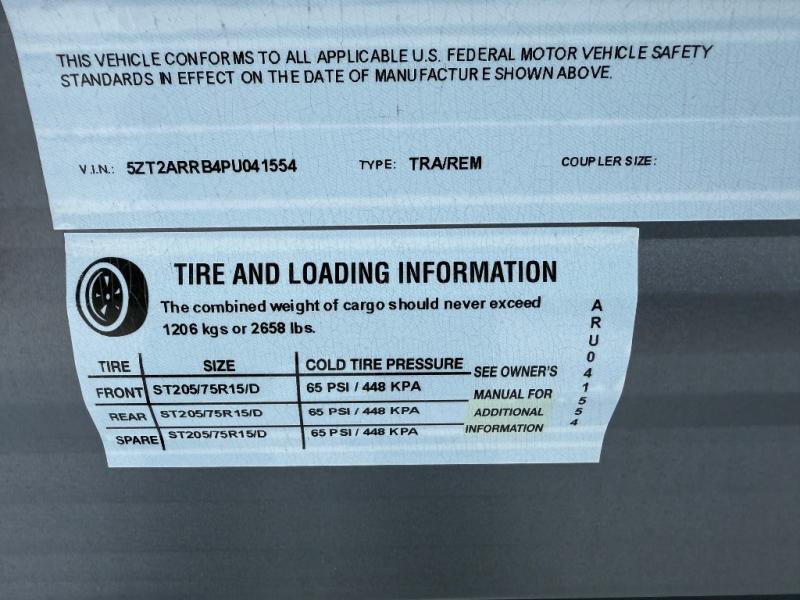 THIS VEHICLE CONFORMS TO ALL APPLICABLE U.S. FEDERAL MOTOR VEHICLE SAFETY
STANDARDS IN EFFECT ON THE DATE OF MANUFACTURE SHOWN ABOVE.
V.I.N.: 5ZT2ARRB4PU041554 TYPE: TRA/REM COUPLER SIZE:
TIRE AND LOADING INFORMATION
The combined weight of cargo should never exceed
1206 kgs or 2658 lbs.
TIRE SIZE COLD TIRE PRESSURE
FRONT ST205/75R15/D 65 PSI / 448 KPA
REAR ST205/75R15/D 65 PSI / 448 KPA
SPARE ST205/75R15/D 65 PSI / 448 KPA
SEE OWNER'S
MANUAL FOR
ADDITIONAL
INFORMATION
ARU041554